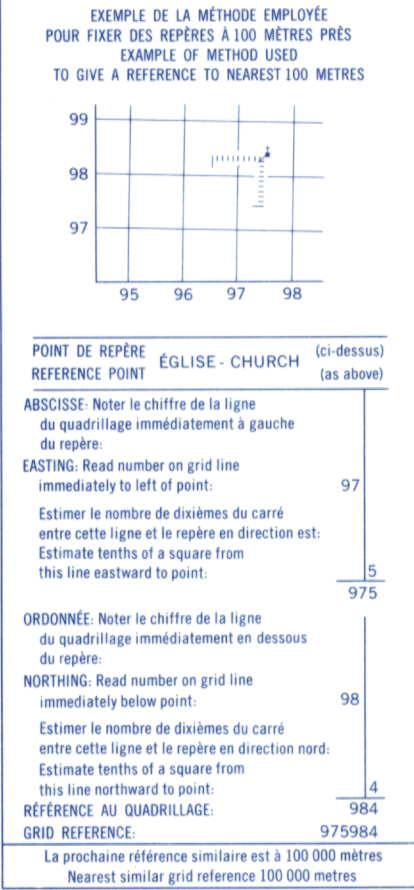 EXEMPLE DE LA MÉTHODE EMPLOYÉE
POUR FIXER DES REPÈRES À 100 MÈTRES PRÈS
EXAMPLE OF METHOD USED
TO GIVE A REFERENCE TO NEAREST 100 METRES
99
98
97
95 96 97 98
POINT DE REPÈRE
REFERENCE POINT
ÉGLISE - CHURCH
(ci-dessus)
(as above)
ABSCISSE: Noter le chiffre de la ligne
du quadrillage immédiatement à gauche
du repère:
EASTING: Read number on grid line
immediately to left of point: 97
Estimer le nombre de dixièmes du carré
entre cette ligne et le repère en direction est:
Estimate tenths of a square from
this line eastward to point: 5
975
ORDONNÉE: Noter le chiffre de la ligne
du quadrillage immédiatement en dessous
du repère:
NORTHING: Read number on grid line
immediately below point: 98
Estimer le nombre de dixièmes du carré
entre cette ligne et le repère en direction nord:
Estimate tenths of a square from
this line northward to point: 4
RÉFÉRENCE AU QUADRILLAGE: 984
GRID REFERENCE: 975984
La prochaine référence similaire est à 100 000 mètres
Nearest similar grid reference 100 000 metres